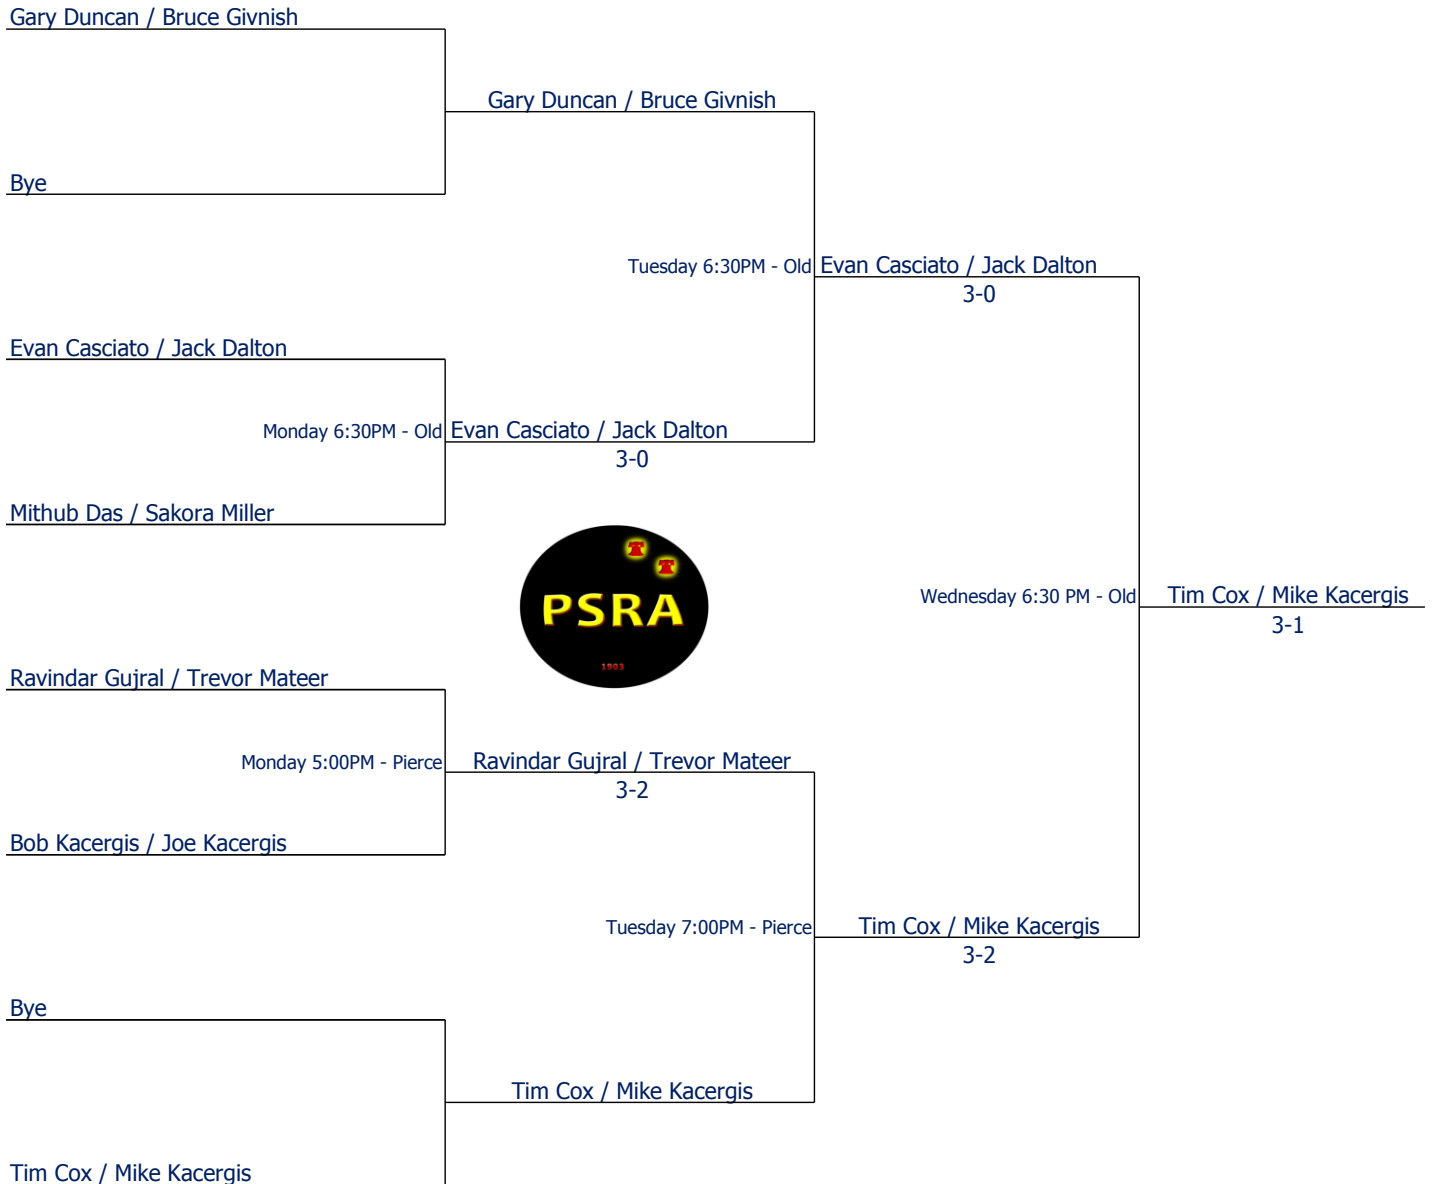 Gary Duncan / Bruce Givnish
Gary Duncan / Bruce Givnish
Bye
Tuesday 6:30PM - Old
Evan Casciato / Jack Dalton
3-0
Evan Casciato / Jack Dalton
Monday 6:30PM - Old
Evan Casciato / Jack Dalton
3-0
Mithub Das / Sakora Miller
PSRA
1903
Wednesday 6:30 PM - Old
Tim Cox / Mike Kacergis
3-1
Ravindar Gujral / Trevor Mateer
Monday 5:00PM - Pierce
Ravindar Gujral / Trevor Mateer
3-2
Bob Kacergis / Joe Kacergis
Tuesday 7:00PM - Pierce
Tim Cox / Mike Kacergis
3-2
Bye
Tim Cox / Mike Kacergis
Tim Cox / Mike Kacergis